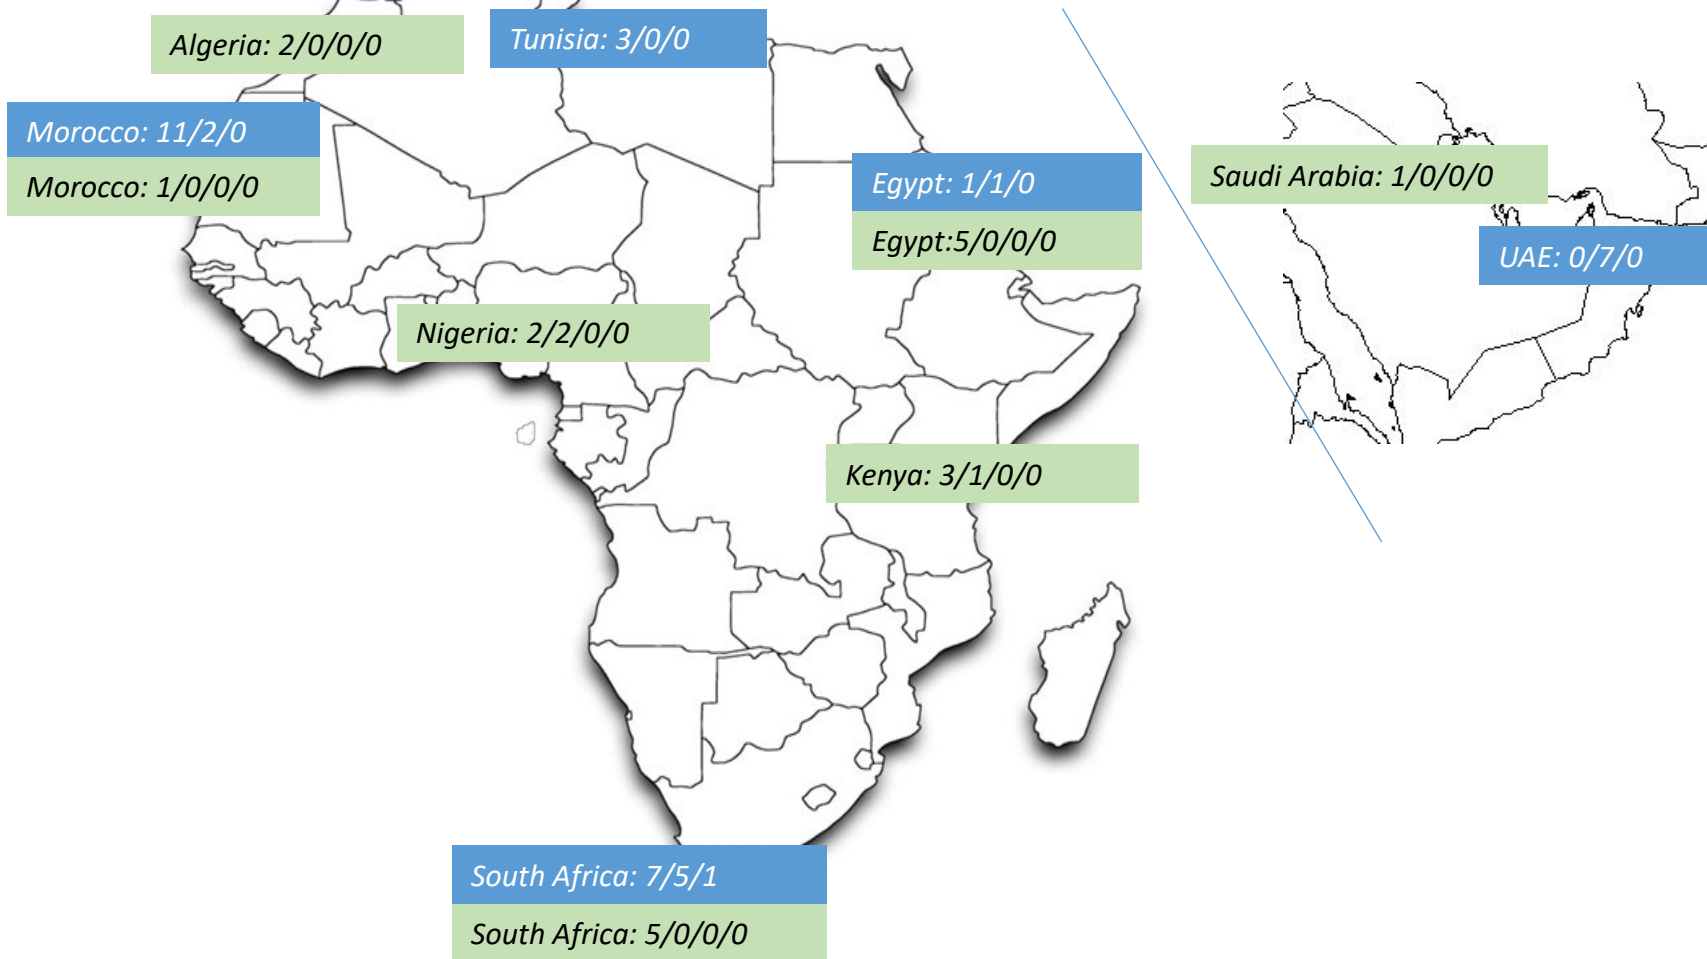 Algeria: 2/0/0/0
Tunisia: 3/0/0
Morocco: 11/2/0
Morocco: 1/0/0/0
Egypt: 1/1/0
Egypt:5/0/0/0
Saudi Arabia: 1/0/0/0
UAE: 0/7/0
Nigeria: 2/2/0/0
Kenya: 3/1/0/0
South Africa: 7/5/1
South Africa: 5/0/0/0